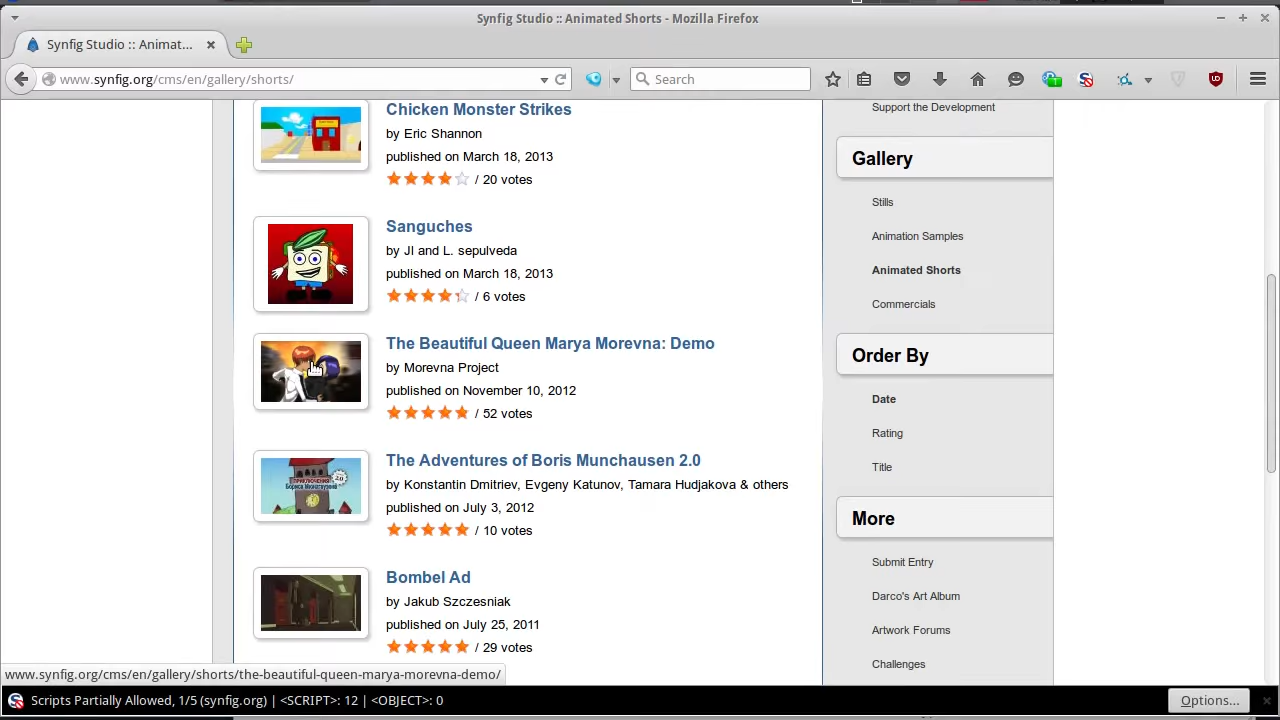 Synfig Studio :: Animated Shorts - Mozilla Firefox
Synfig Studio :: Animat...
www.synfig.org/cms/en/gallery/shorts/
Search
Chicken Monster Strikes
by Eric Shannon
published on March 18, 2013
/ 20 votes
Sanguches
by Jl and L. sepulveda
published on March 18, 2013
/ 6 votes
The Beautiful Queen Marya Morevna: Demo
by Morevna Project
published on November 10, 2012
/ 52 votes
The Adventures of Boris Munchausen 2.0
by Konstantin Dmitriev, Evgeny Katunov, Tamara Hudjakova & others
published on July 3, 2012
/ 10 votes
Bombel Ad
by Jakub Szczesniak
published on July 25, 2011
/ 29 votes
Support the Development
Gallery
Stills
Animation Samples
Animated Shorts
Commercials
Order By
Date
Rating
Title
More
Submit Entry
Darco's Art Album
Artwork Forums
Challenges
www.synfig.org/cms/en/gallery/shorts/the-beautiful-queen-marya-morevna-demo/
Scripts Partially Allowed, 1/5 (synfig.org) | <SCRIPT>: 12 | <OBJECT>: 0
Options...